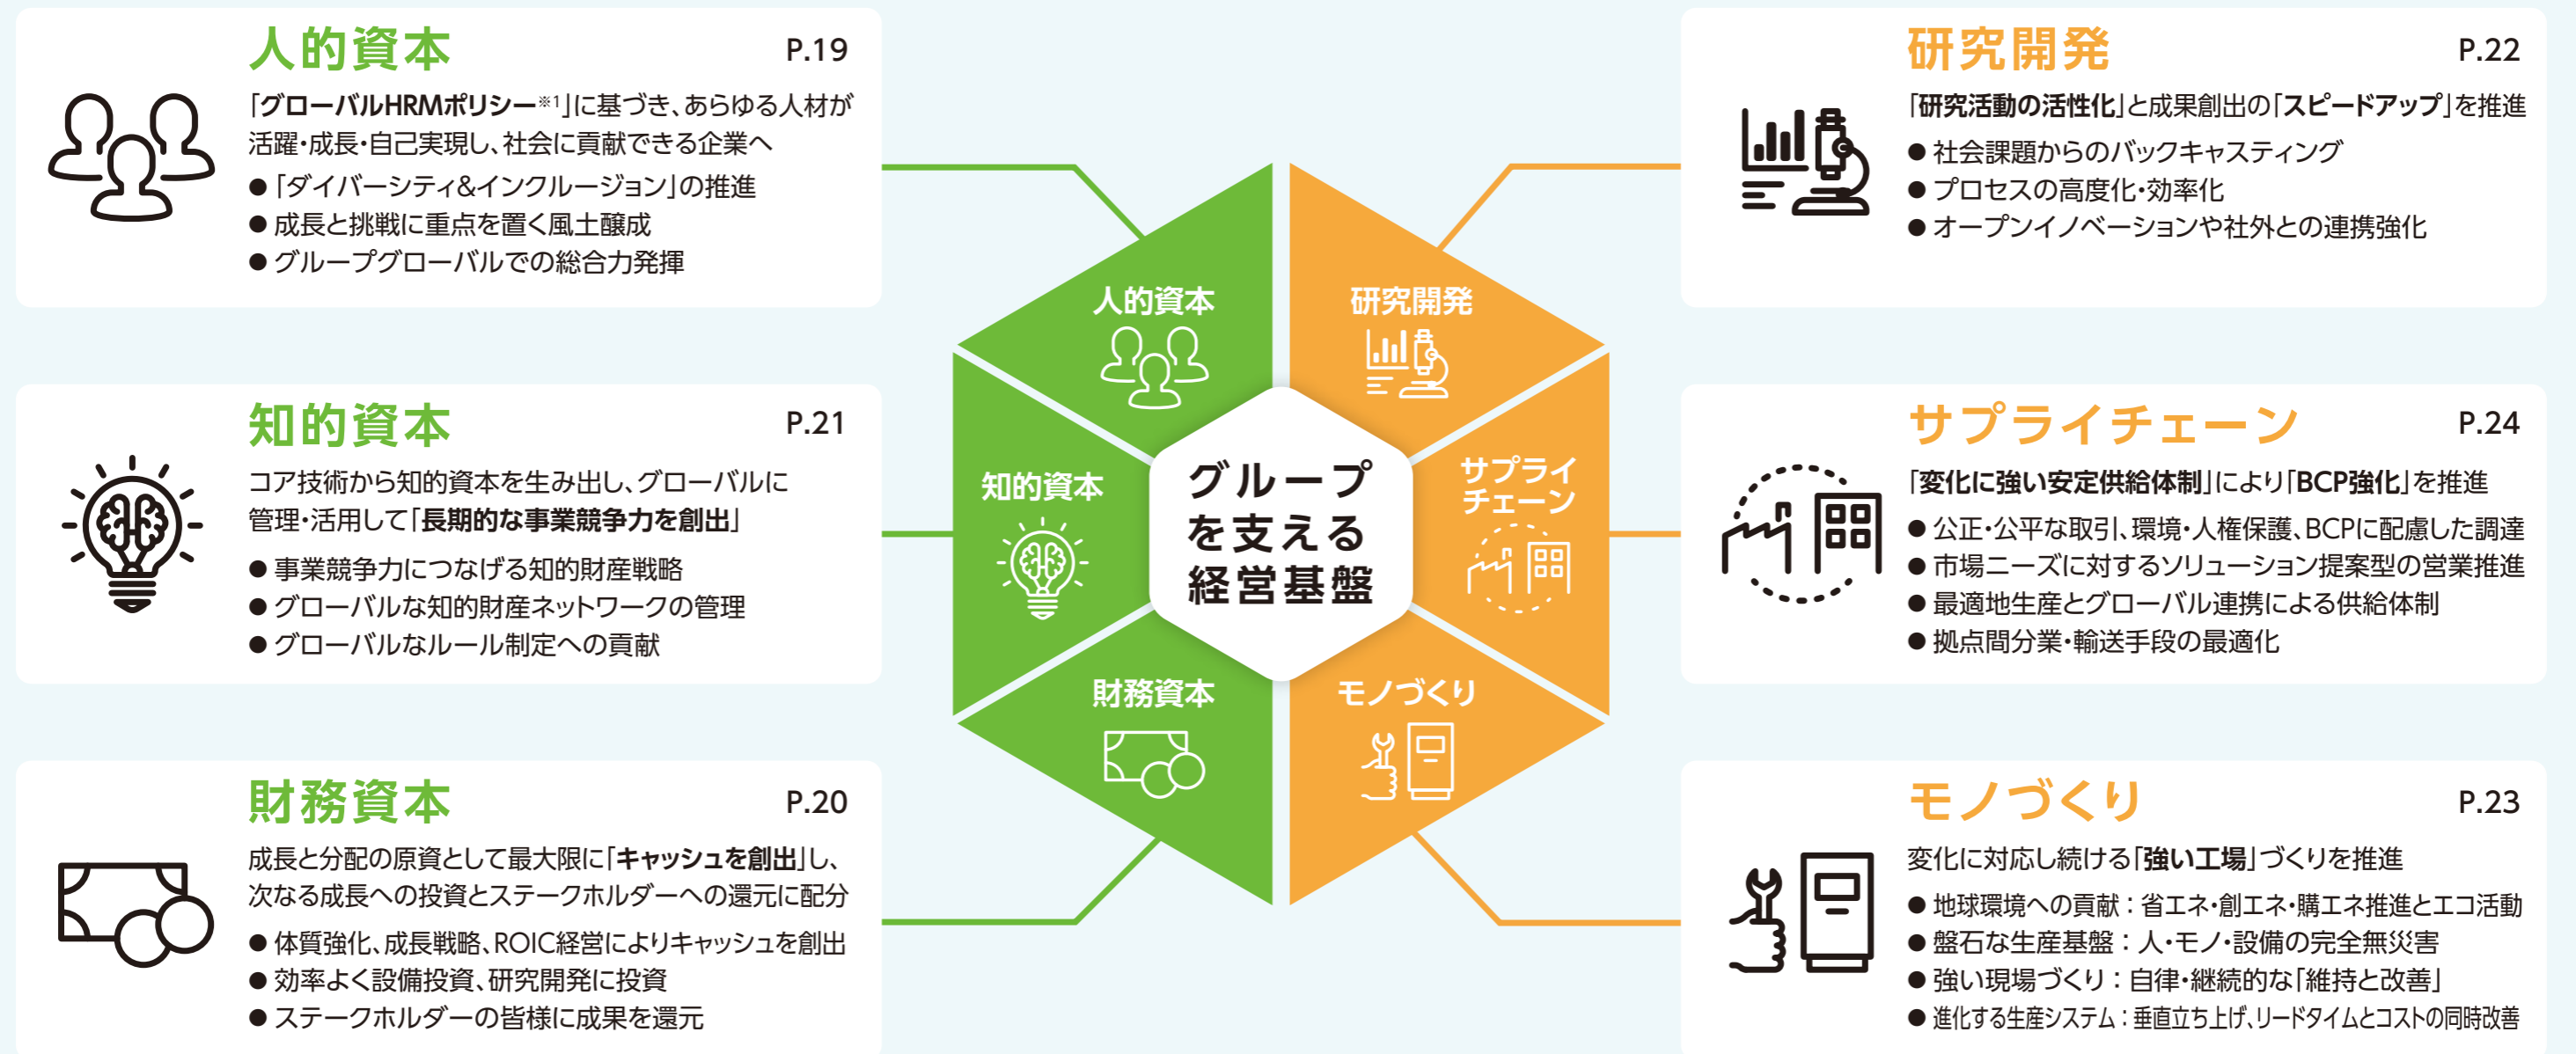 人的資本
P.19
「グローバルHRMポリシー※1」に基づき、あらゆる人材が
活躍・成長・自己実現し、社会に貢献できる企業へ
●「ダイバーシティ&インクルージョン」の推進
● 成長と挑戦に重点を置く風土醸成
● グループグローバルでの総合力発揮
知的資本
P.21
コア技術から知的資本を生み出し、グローバルに
管理・活用して「長期的な事業競争力を創出」
● 事業競争力につなげる知的財産戦略
● グローバルな知的財産ネットワークの管理
● グローバルなルール制定への貢献
財務資本
P.20
成長と分配の原資として最大限に「キャッシュを創出」し、
次なる成長への投資とステークホルダーへの還元に配分
● 体質強化、成長戦略、ROIC経営によりキャッシュを創出
● 効率よく設備投資、研究開発に投資
● ステークホルダーの皆様に成果を還元
人的資本
研究開発
知的資本
サプライ
チェーン
財務資本
モノづくり
グループ
を支える
経営基盤
研究開発
P.22
「研究活動の活性化」と成果創出の「スピードアップ」を推進
● 社会課題からのバックキャスティング
● プロセスの高度化・効率化
● オープンイノベーションや社外との連携強化
サプライチェーン
P.24
「変化に強い安定供給体制」により「BCP強化」を推進
● 公正・公平な取引、環境・人権保護、BCPに配慮した調達
● 市場ニーズに対するソリューション提案型の営業推進
● 最適地生産とグローバル連携による供給体制
● 拠点間分業・輸送手段の最適化
モノづくり
P.23
変化に対応し続ける「強い工場」づくりを推進
● 地球環境への貢献：省エネ・創エネ・購エネ推進とエコ活動
● 盤石な生産基盤：人・モノ・設備の完全無災害
● 強い現場づくり：自律・継続的な「維持と改善」
● 進化する生産システム：垂直立ち上げ、リードタイムとコストの同時改善